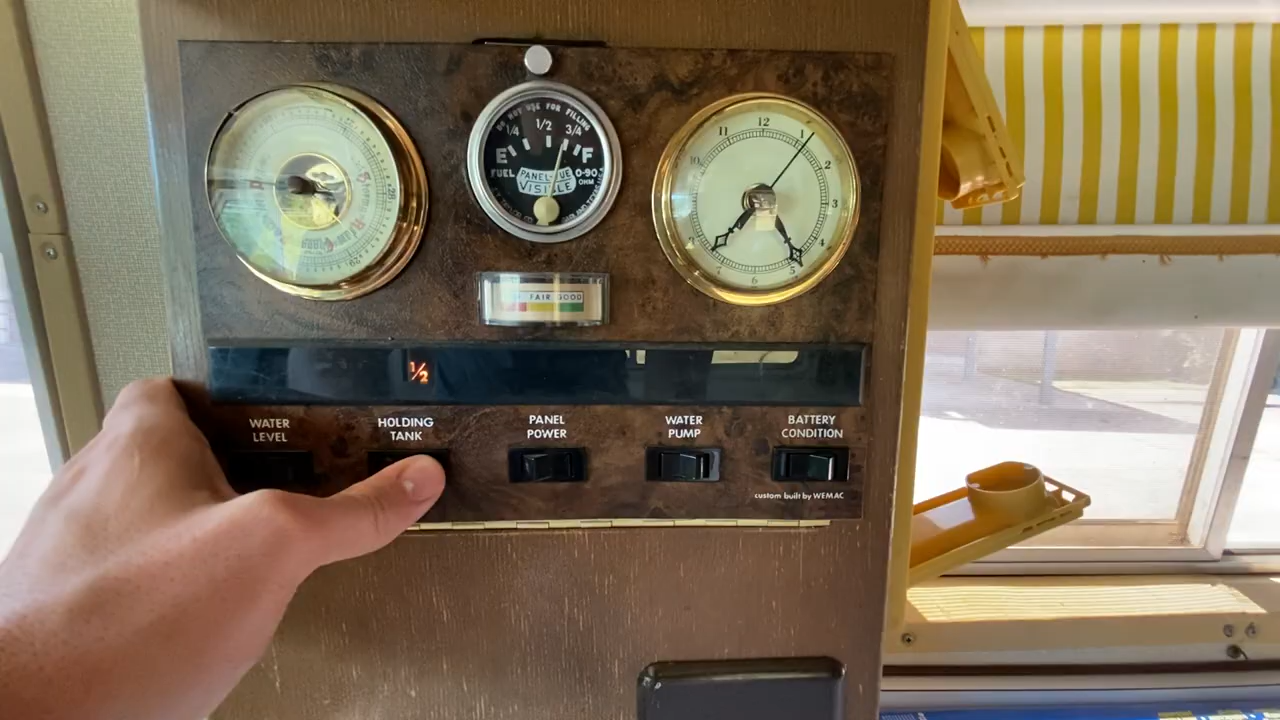 DO NOT USE FOR FILLING
1/4 1/2 3/4
E F
FUEL 0-90
OHM
VISIBLE
12
11 1
10 2
3
4
7 5
6
FAIR GOOD
½
WATER LEVEL
HOLDING TANK
PANEL POWER
WATER PUMP
BATTERY CONDITION
custom built by WEMAC